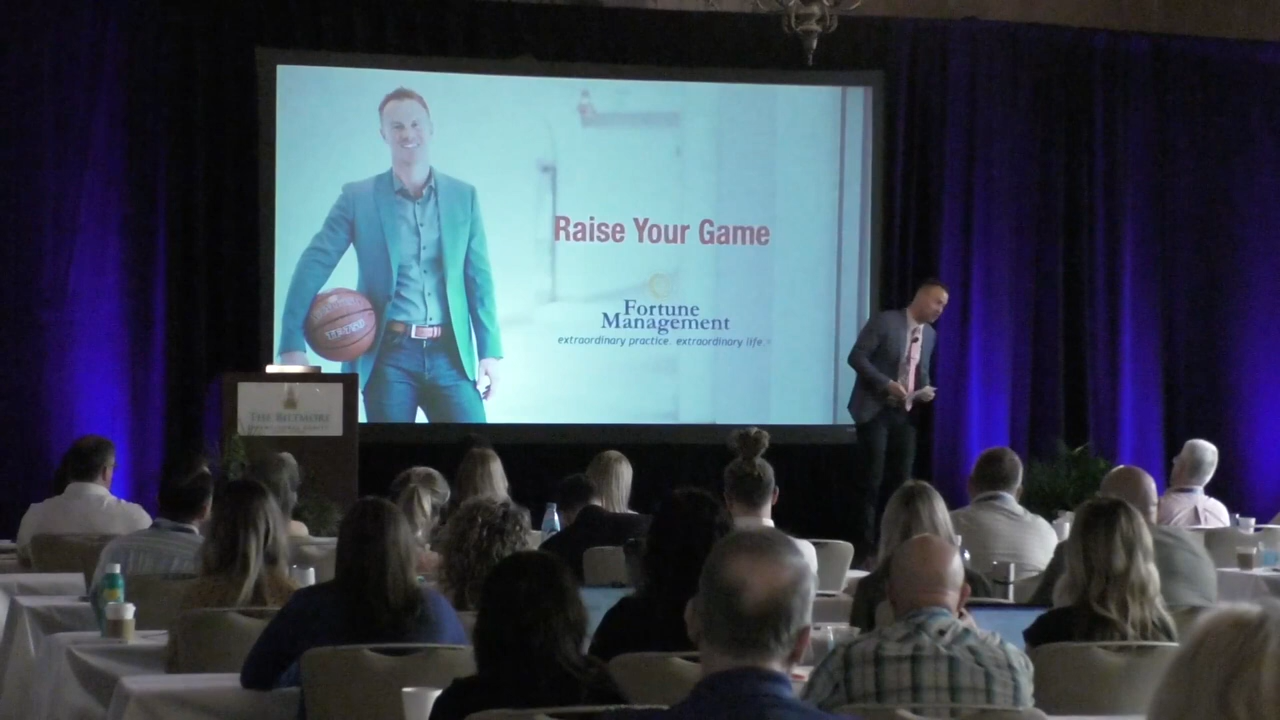 Raise Your Game
Fortune
Management
extraordinary practice. extraordinary life.
THE BILTMORE